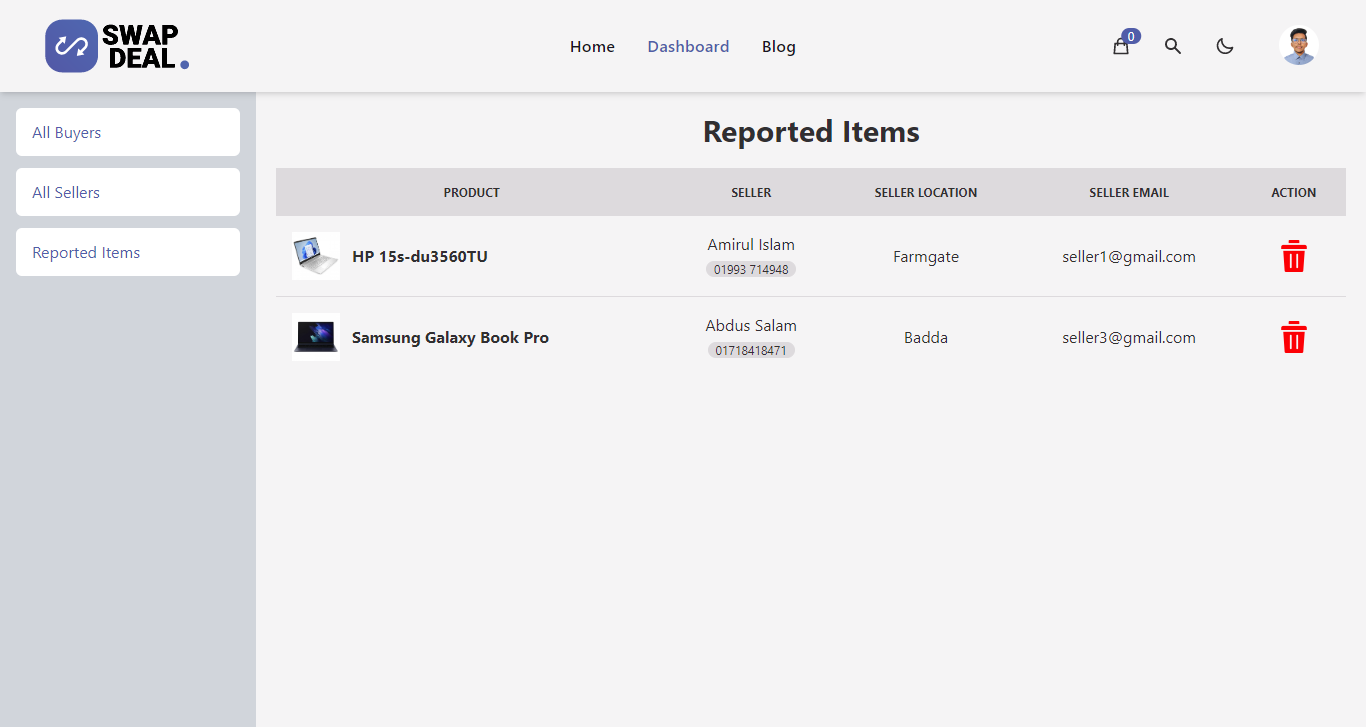 SWAP
DEAL
Home
Dashboard
Blog
0
All Buyers
All Sellers
Reported Items
Reported Items
PRODUCT
SELLER
SELLER LOCATION
SELLER EMAIL
ACTION
HP 15s-du3560TU
Amirul Islam
01993 714948
Farmgate
seller1@gmail.com
Samsung Galaxy Book Pro
Abdus Salam
01718418471
Badda
seller3@gmail.com